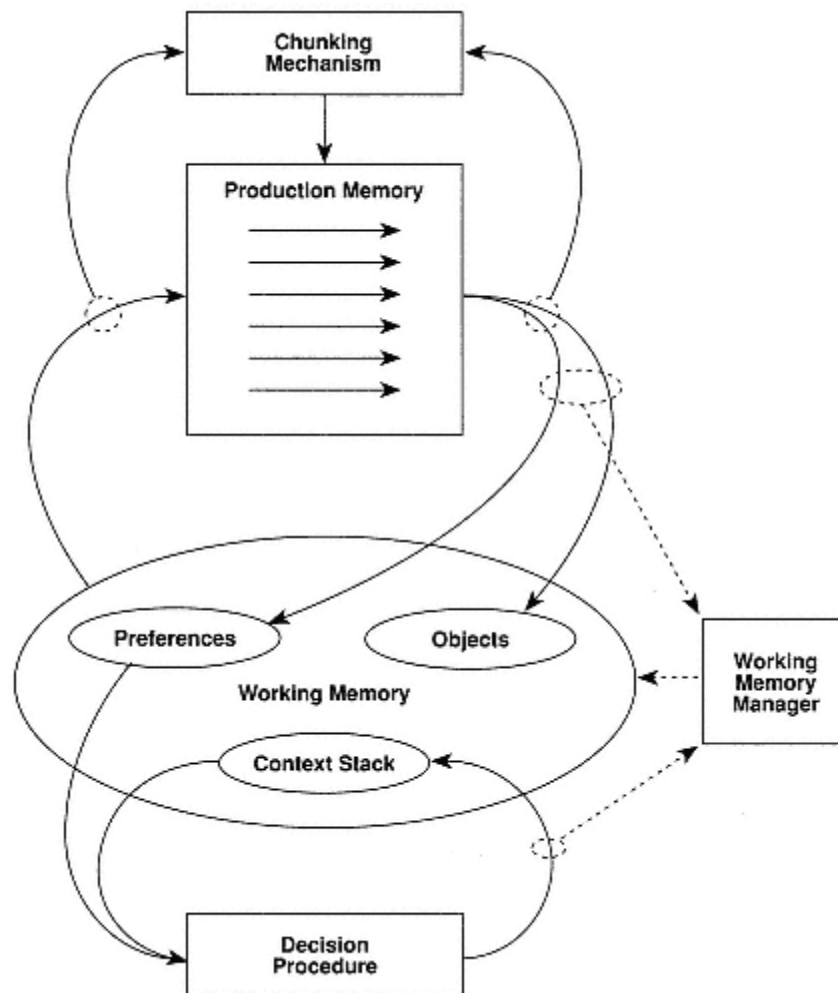 Chunking
Mechanism
Production Memory
Preferences
Objects
Working Memory
Context Stack
Working
Memory
Manager
Decision
Procedure